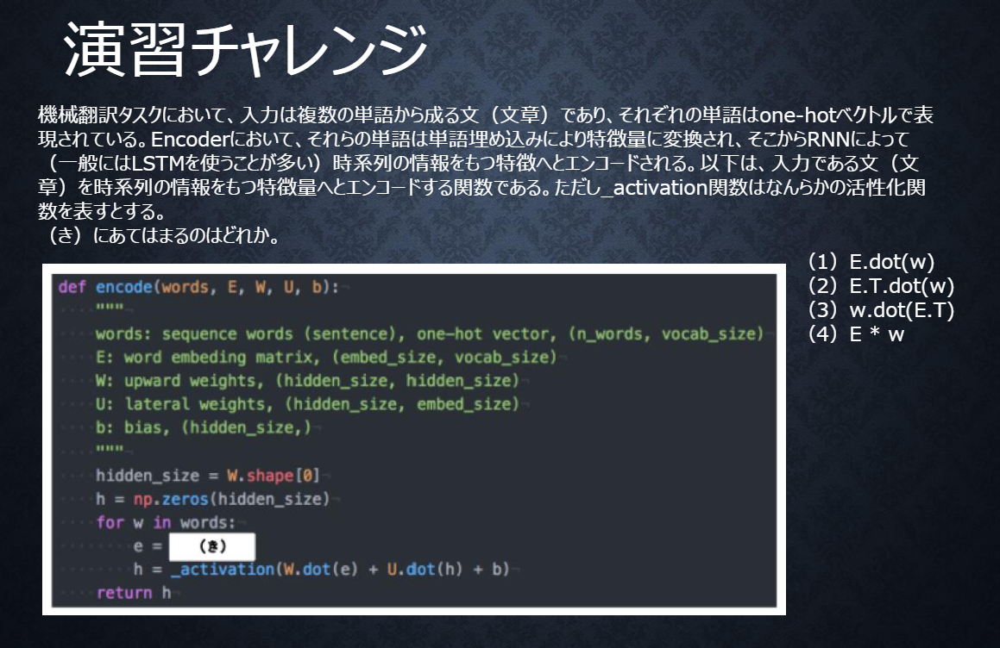 演習チャレンジ
機械翻訳タスクにおいて、入力は複数の単語から成る文（文章）であり、それぞれの単語はone-hotベクトルで表
現されている。Encoderにおいて、それらの単語は単語埋め込みにより特徴量に変換され、そこからRNNによって
（一般にはLSTMを使うことが多い）時系列の情報をもつ特徴へとエンコードされる。以下は、入力である文（文
章）を時系列の情報をもつ特徴量へとエンコードする関数である。ただし_activation関数はなんらかの活性化関
数を表すとする。
（き）にあてはまるのはどれか。
def encode(words, E, W, U, b):
"""
words: sequence words (sentence), one-hot vector, (n_words, vocab_size)
E: word embeding matrix, (embed_size, vocab_size)
W: upward weights, (hidden_size, hidden_size)
U: lateral weights, (hidden_size, embed_size)
b: bias, (hidden_size,)
"""
hidden_size = W.shape[0]
h = np.zeros(hidden_size)
for w in words:
e = （き）
h = _activation(W.dot(e) + U.dot(h) + b)
return h
（1）E.dot(w)
（2）E.T.dot(w)
（3）w.dot(E.T)
（4）E * w